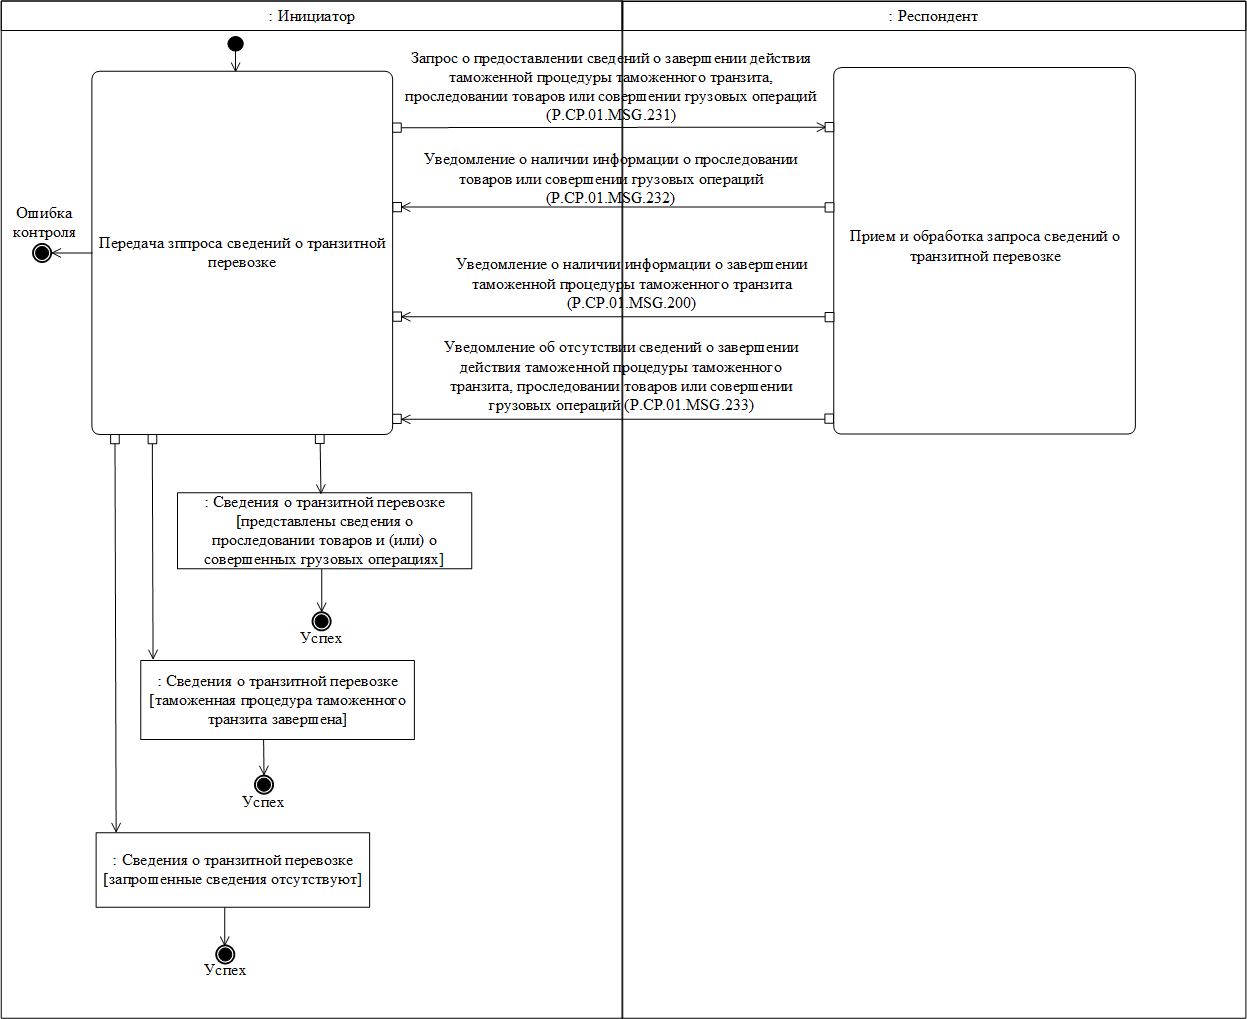 : Инициатор
: Респондент
Запрос о предоставлении сведений о завершении действия
таможенной процедуры таможенного транзита,
проследовании товаров или совершении грузовых операций
(P.CP.01.MSG.231)
Уведомление о наличии информации о проследовании
товаров или совершении грузовых операций
(P.CP.01.MSG.232)
Ошибка
контроля
Передача зппроса сведений о транзитной
перевозке
Прием и обработка запроса сведений о
транзитной перевозке
Уведомление о наличии информации о завершении
таможенной процедуры таможенного транзита
(P.CP.01.MSG.200)
Уведомление об отсутствии сведений о завершении
действия таможенной процедуры таможенного
транзита, проследовании товаров или совершении
грузовых операций (P.CP.01.MSG.233)
: Сведения о транзитной перевозке
[представлены сведения о
проследовании товаров и (или) о
совершенных грузовых операциях]
Успех
: Сведения о транзитной перевозке
[таможенная процедура таможенного
транзита завершена]
Успех
: Сведения о транзитной перевозке
[запрошенные сведения отсутствуют]
Успех